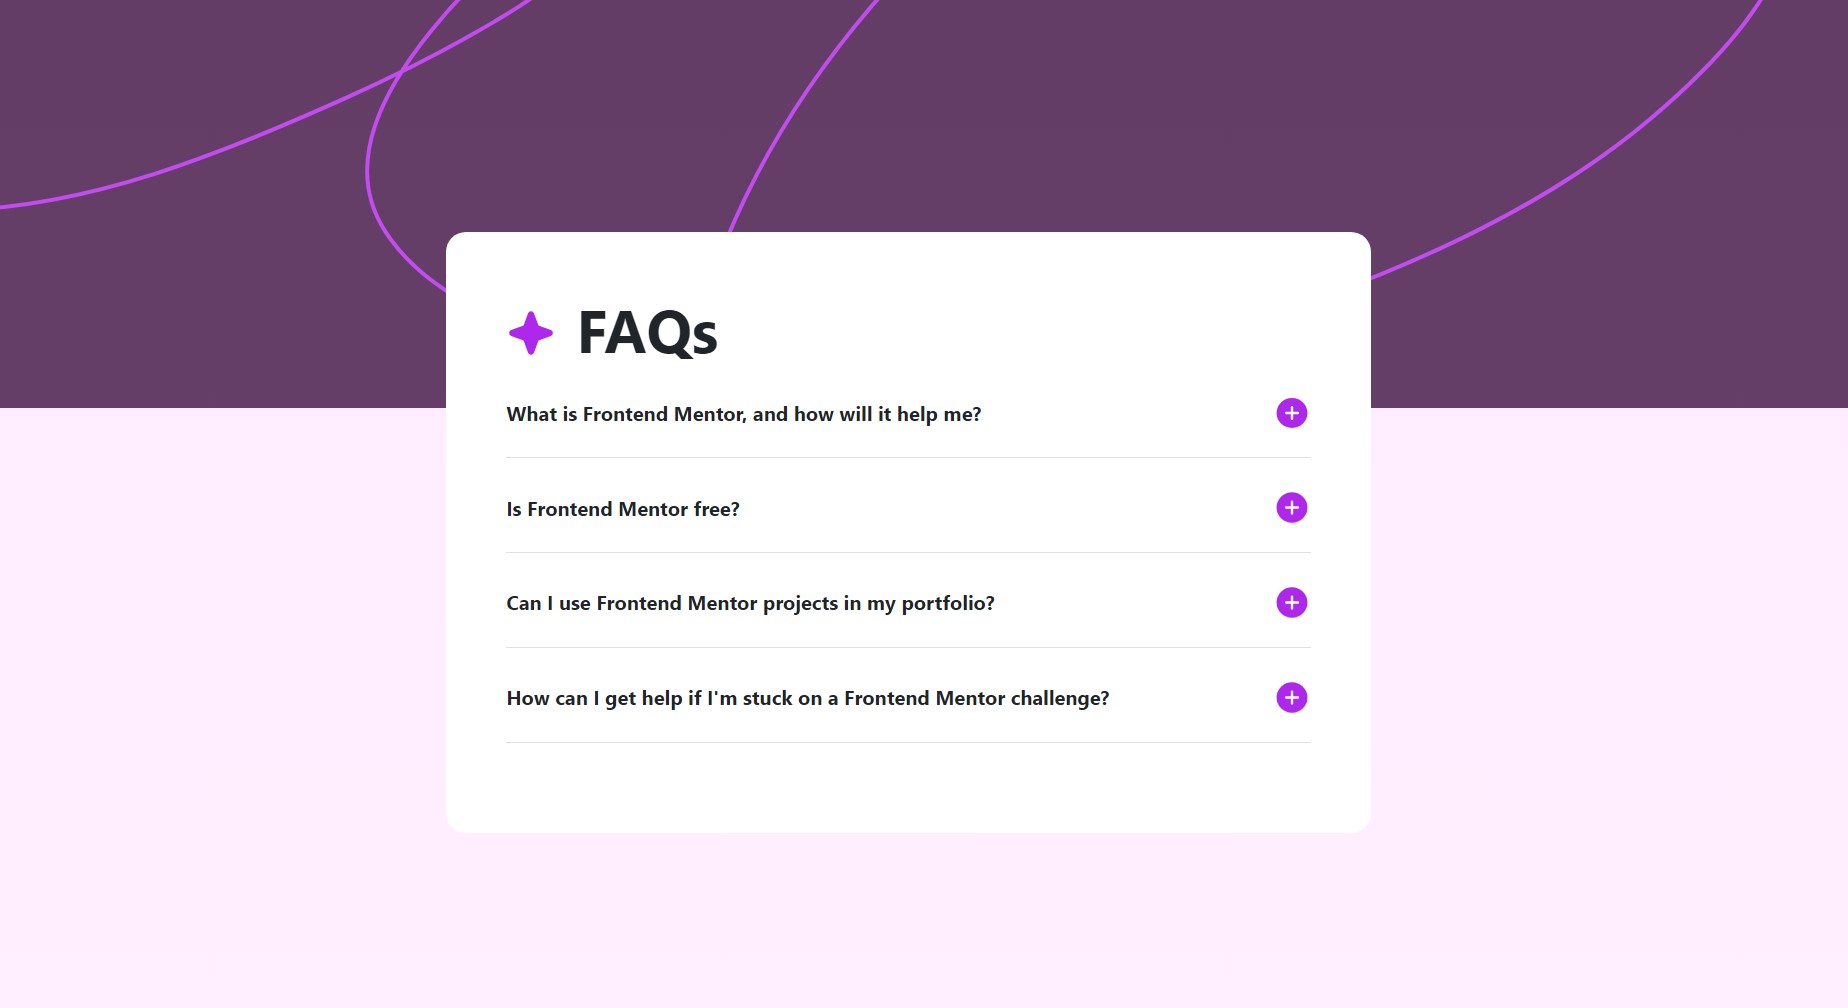 FAQs
What is Frontend Mentor, and how will it help me?
Is Frontend Mentor free?
Can I use Frontend Mentor projects in my portfolio?
How can I get help if I'm stuck on a Frontend Mentor challenge?